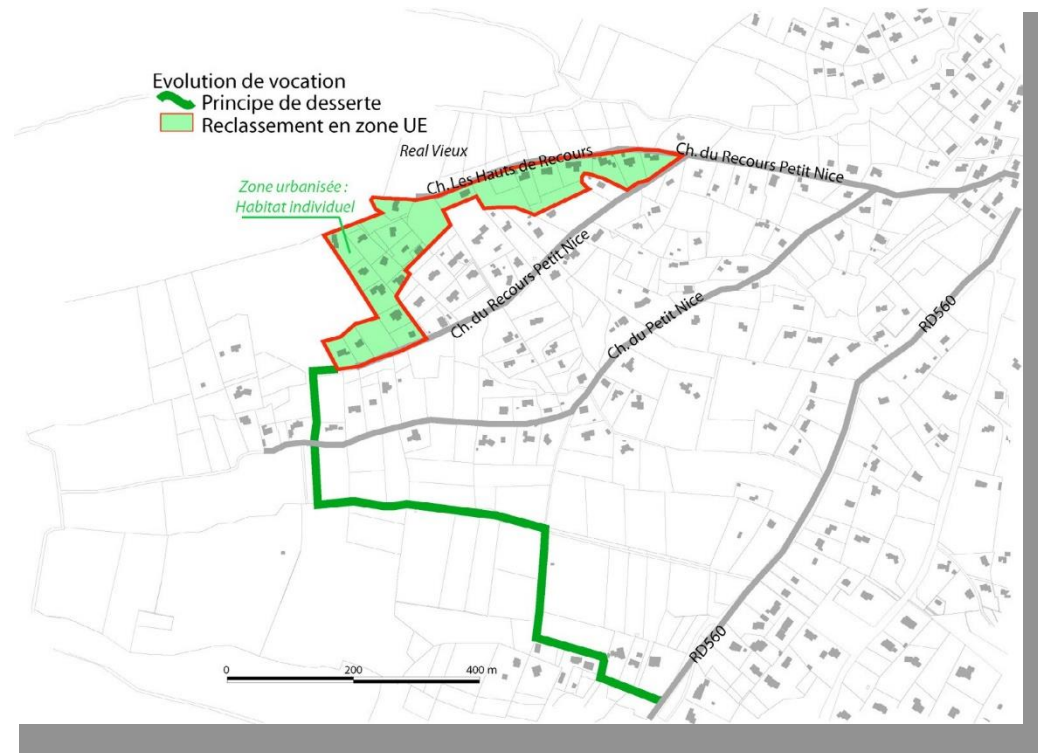 Evolution de vocation
Principe de desserte
Reclassement en zone UE
Real Vieux
Ch. Les Hauts de Recours
Ch. du Recours Petit Nice
Zone urbanisée :
Habitat individuel
Ch. du Recours Petit Nice
Ch. du Petit Nice
RD560
RD560
0 200 400 m